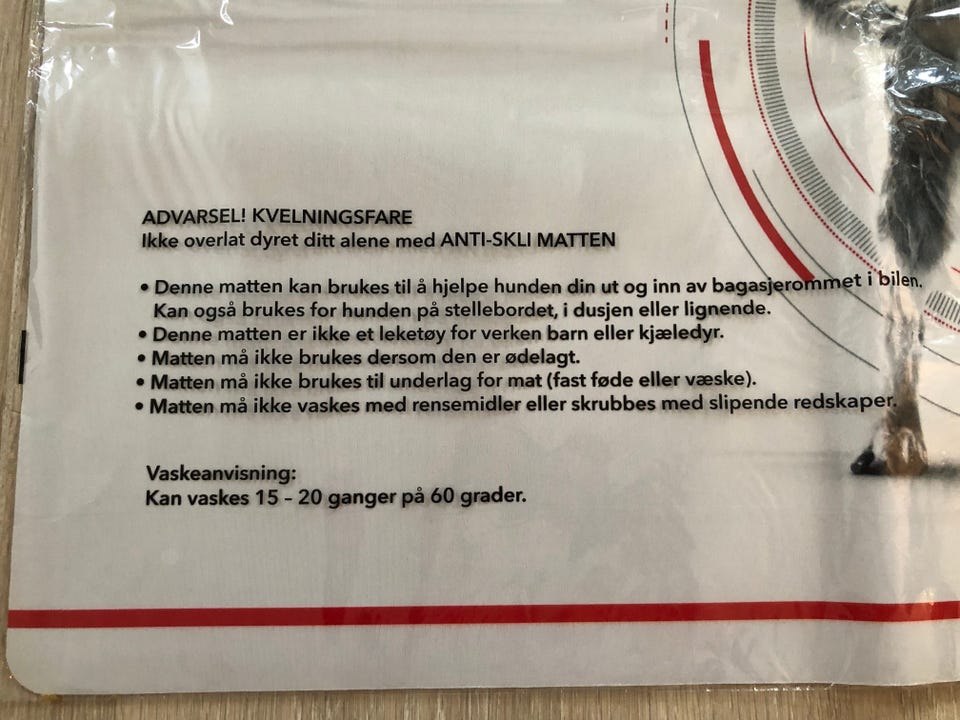 ADVARSEL! KVELNINGSFARE
Ikke overlat dyret ditt alene med ANTI-SKLI MATTEN
• Denne matten kan brukes til å hjelpe hunden din ut og inn av bagasjerommet i bilen.
Kan også brukes for hunden på stellebordet, i dusjen eller lignende.
• Denne matten er ikke et leketøy for verken barn eller kjæledyr.
• Matten må ikke brukes dersom den er ødelagt.
• Matten må ikke brukes til underlag for mat (fast føde eller væske).
• Matten må ikke vaskes med rensemidler eller skrubbes med slipende redskaper.
Vaskeanvisning:
Kan vaskes 15 – 20 ganger på 60 grader.